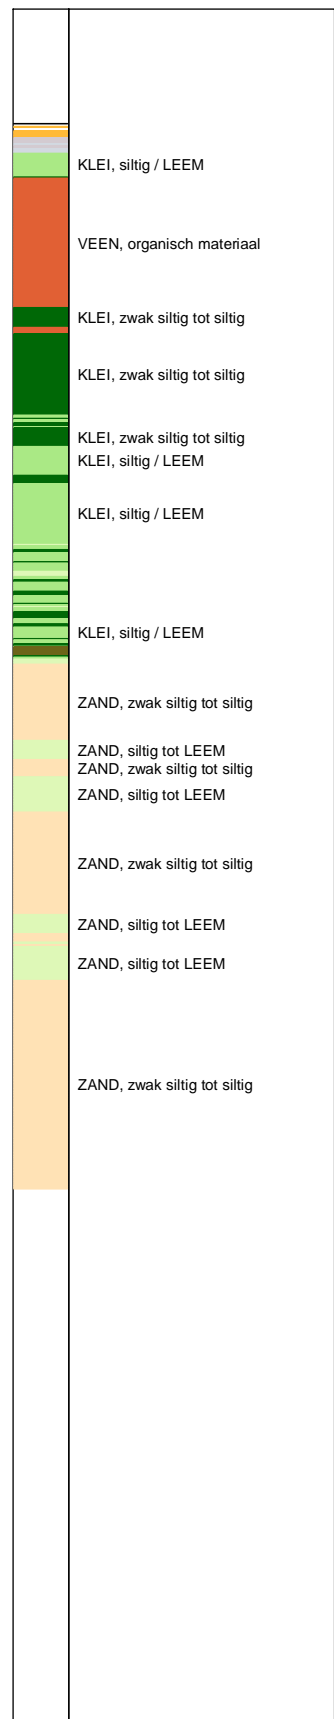 KLEI, siltig / LEEM
VEEN, organisch materiaal
KLEI, zwak siltig tot siltig
KLEI, zwak siltig tot siltig
KLEI, zwak siltig tot siltig
KLEI, siltig / LEEM
KLEI, siltig / LEEM
KLEI, siltig / LEEM
ZAND, zwak siltig tot siltig
ZAND, siltig tot LEEM
ZAND, zwak siltig tot siltig
ZAND, siltig tot LEEM
ZAND, zwak siltig tot siltig
ZAND, siltig tot LEEM
ZAND, siltig tot LEEM
ZAND, zwak siltig tot siltig